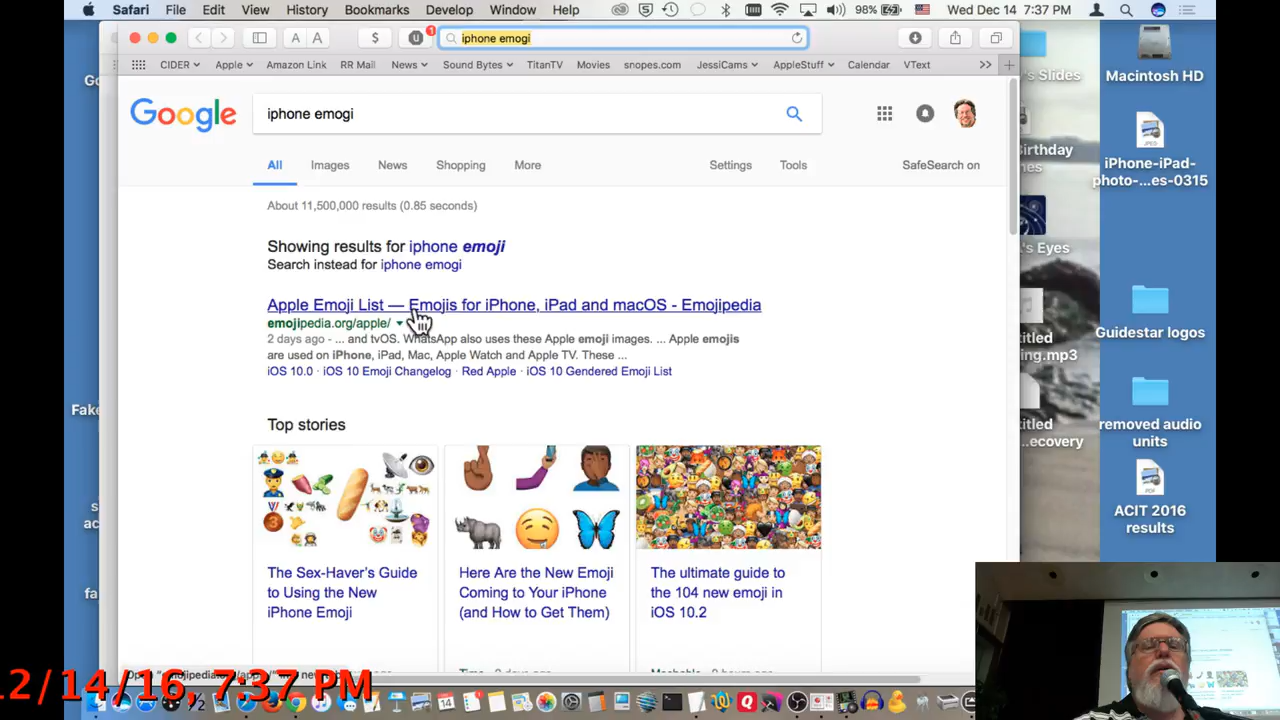 Safari File Edit View History Bookmarks Develop Window Help 98% Wed Dec 14 7:37 PM
iphone emogi
CIDER Apple Amazon Link RR Mall News Sound Bytes TitanTV Movies snopes.com JessiCams AppleStuff Calendar VText
Google iphone emogi
All Images News Shopping More Settings Tools SafeSearch on
About 11,500,000 results (0.85 seconds)
Showing results for iphone emoji
Search instead for iphone emogi
Apple Emoji List — Emojis for iPhone, iPad and macOS - Emojipedia
emojipedia.org/apple/
2 days ago - ... and tvOS. WhatsApp also uses these Apple emoji images. ... Apple emojis
are used on iPhone, iPad, Mac, Apple Watch and Apple TV. These ...
iOS 10.0 · iOS 10 Emoji Changelog · Red Apple · iOS 10 Gendered Emoji List
Top stories
The Sex-Haver's Guide
to Using the New
iPhone Emoji
Here Are the New Emoji
Coming to Your iPhone
(and How to Get Them)
The ultimate guide to
the 104 new emoji in
iOS 10.2
Macintosh HD
JPEG
iPhone-iPad-
photo-...es-0315
Guidestar logos
removed audio
units
PDF
ACIT 2016
results
's Slides
Birthday
's Eyes
Fake
12/14/16, 7:37 PM